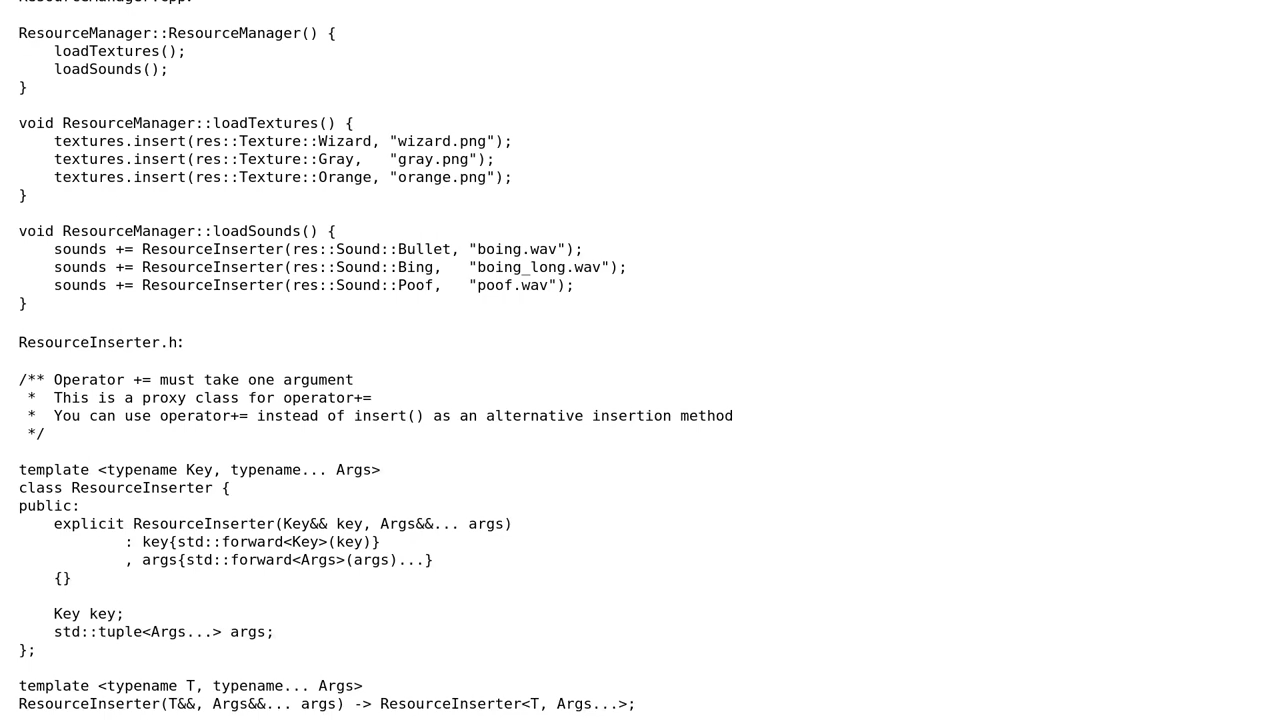 ResourceManager::ResourceManager() {
    loadTextures();
    loadSounds();
}

void ResourceManager::loadTextures() {
    textures.insert(res::Texture::Wizard, "wizard.png");
    textures.insert(res::Texture::Gray,   "gray.png");
    textures.insert(res::Texture::Orange, "orange.png");
}

void ResourceManager::loadSounds() {
    sounds += ResourceInserter(res::Sound::Bullet, "boing.wav");
    sounds += ResourceInserter(res::Sound::Bing,   "boing_long.wav");
    sounds += ResourceInserter(res::Sound::Poof,   "poof.wav");
}

ResourceInserter.h:

/** Operator += must take one argument
 *  This is a proxy class for operator+=
 *  You can use operator+= instead of insert() as an alternative insertion method
 */

template <typename Key, typename... Args>
class ResourceInserter {
public:
    explicit ResourceInserter(Key&& key, Args&&... args)
            : key{std::forward<Key>(key)}
            , args{std::forward<Args>(args)...}
    {}

    Key key;
    std::tuple<Args...> args;
};

template <typename T, typename... Args>
ResourceInserter(T&&, Args&&... args) -> ResourceInserter<T, Args...>;